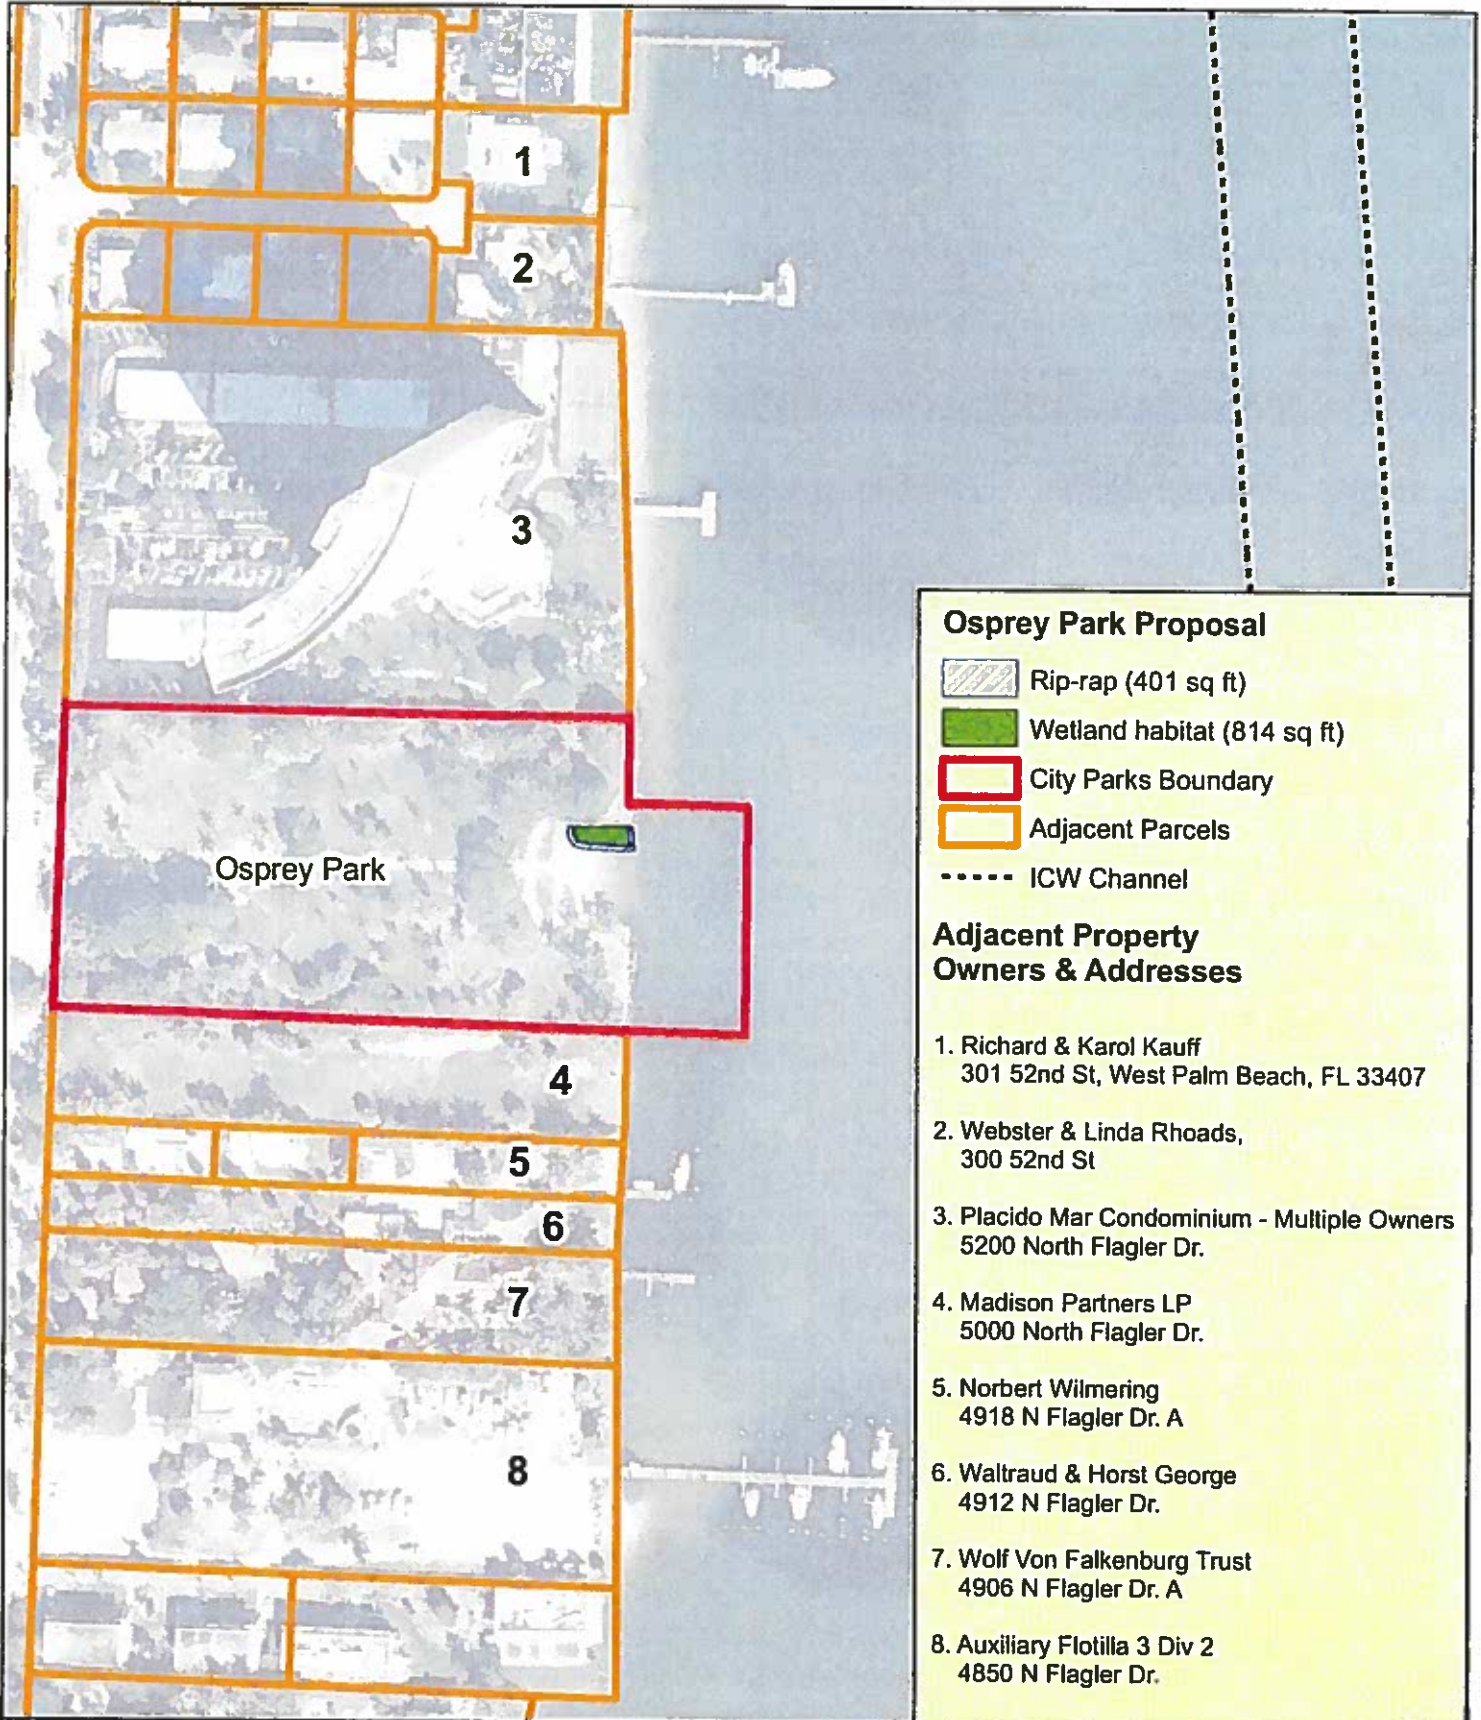 1
2
3
Osprey Park
4
5
6
7
8
Osprey Park Proposal
Rip-rap (401 sq ft)
Wetland habitat (814 sq ft)
City Parks Boundary
Adjacent Parcels
ICW Channel
Adjacent Property
Owners & Addresses
1. Richard & Karol Kauff
301 52nd St, West Palm Beach, FL 33407
2. Webster & Linda Rhoads,
300 52nd St
3. Placido Mar Condominium - Multiple Owners
5200 North Flagler Dr.
4. Madison Partners LP
5000 North Flagler Dr.
5. Norbert Wilmering
4918 N Flagler Dr. A
6. Waltraud & Horst George
4912 N Flagler Dr.
7. Wolf Von Falkenburg Trust
4906 N Flagler Dr. A
8. Auxiliary Flotilla 3 Div 2
4850 N Flagler Dr.